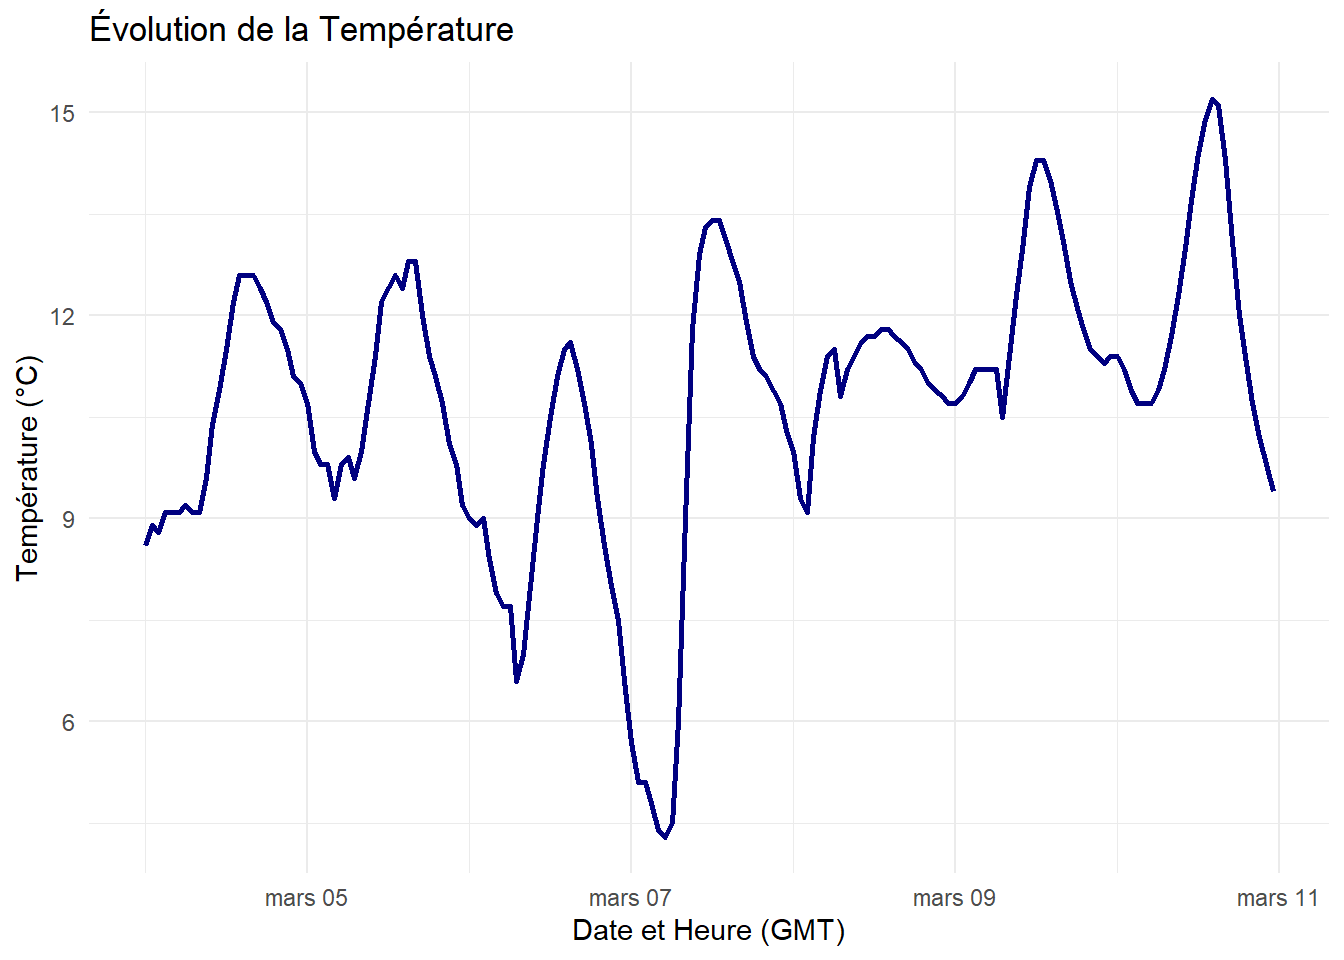 Évolution de la Température
Température (°C)
15
12
9
6
mars 05
mars 07
mars 09
mars 11
Date et Heure (GMT)